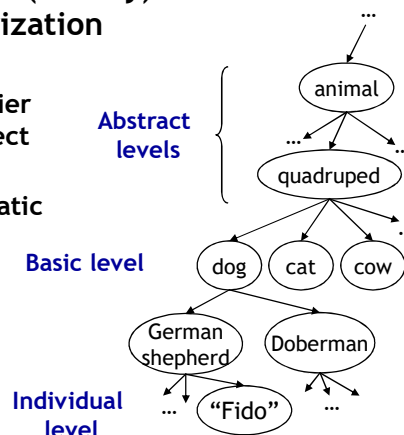 ization
...
animal
ier
ect
Abstract
levels
...
quadruped
atic
Basic level
dog
cat
cow
German
shepherd
Doberman
Individual
level
...
“Fido”
...